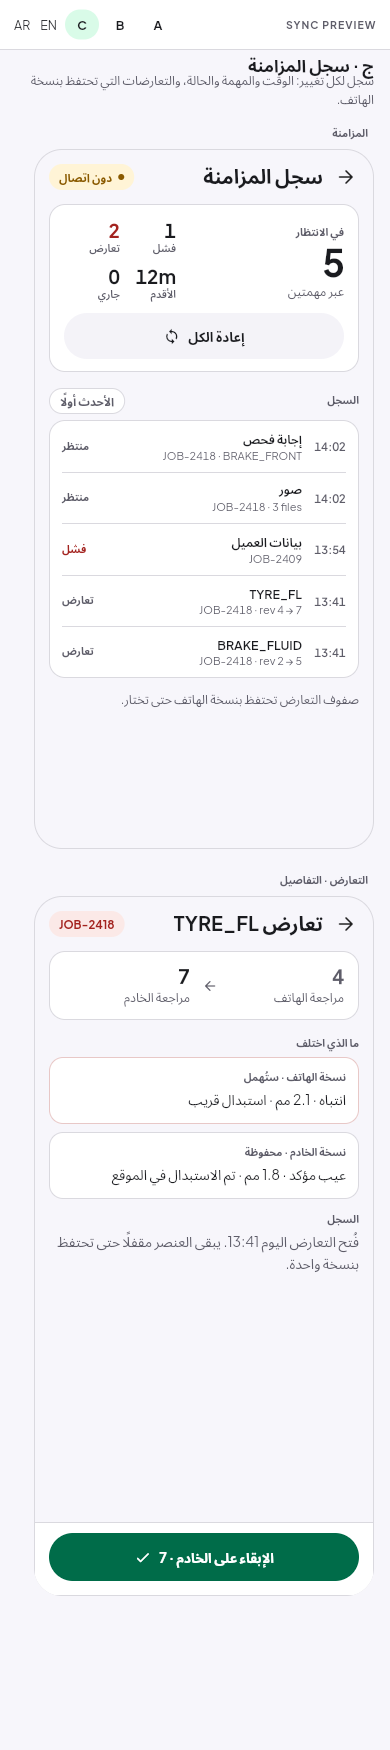 SYNC PREVIEW
A B C EN AR
ج · سجل المزامنة
سجل لكل تغيير: الوقت والمهمة والحالة، والتعارضات التي تحتفظ بنسخة
الهاتف.
المزامنة
سجل المزامنة
دون اتصال
في الانتظار
5
عبر مهمتين
1
فشل
2
تعارض
12m
الأقدم
0
جاري
إعادة الكل
السجل
الأحدث أولًا
14:02
إجابة فحص
JOB-2418 · BRAKE_FRONT
منتظر
14:02
صور
JOB-2418 · 3 files
منتظر
13:54
بيانات العميل
JOB-2409
فشل
13:41
TYRE_FL
JOB-2418 · rev 4 → 7
تعارض
13:41
BRAKE_FLUID
JOB-2418 · rev 2 → 5
تعارض
صفوف التعارض تحتفظ بنسخة الهاتف حتى تختار.
التعارض · التفاصيل
تعارض TYRE_FL
JOB-2418
4
مراجعة الهاتف
7
مراجعة الخادم
ما الذي اختلف
نسخة الهاتف · ستُهمل
انتباه · 2.1 مم · استبدال قريب
نسخة الخادم · محفوظة
عيب مؤكد · 1.8 مم · تم الاستبدال في الموقع
السجل
فُتح التعارض اليوم 13:41. يبقى العنصر مقفلًا حتى تحتفظ
بنسخة واحدة.
الإبقاء على الخادم · 7